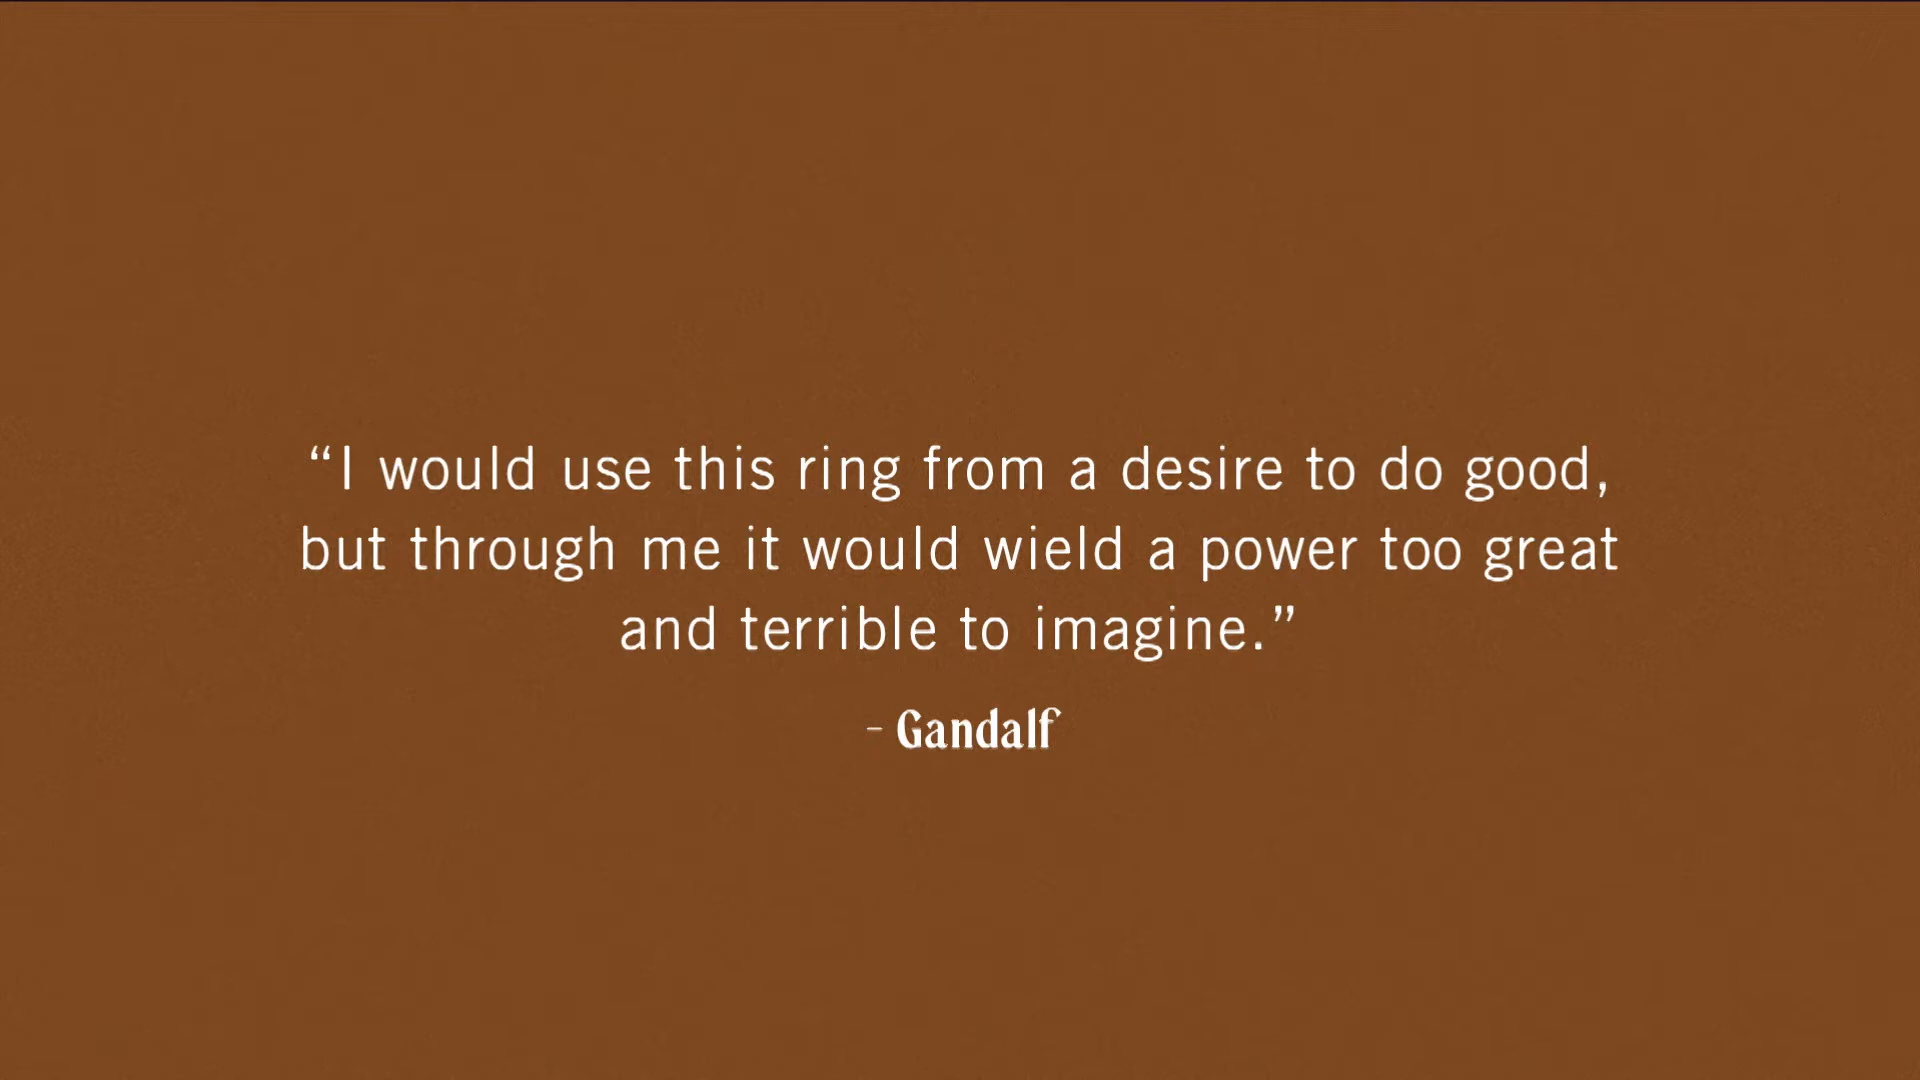 “I would use this ring from a desire to do good,
but through me it would wield a power too great
and terrible to imagine.”
– Gandalf